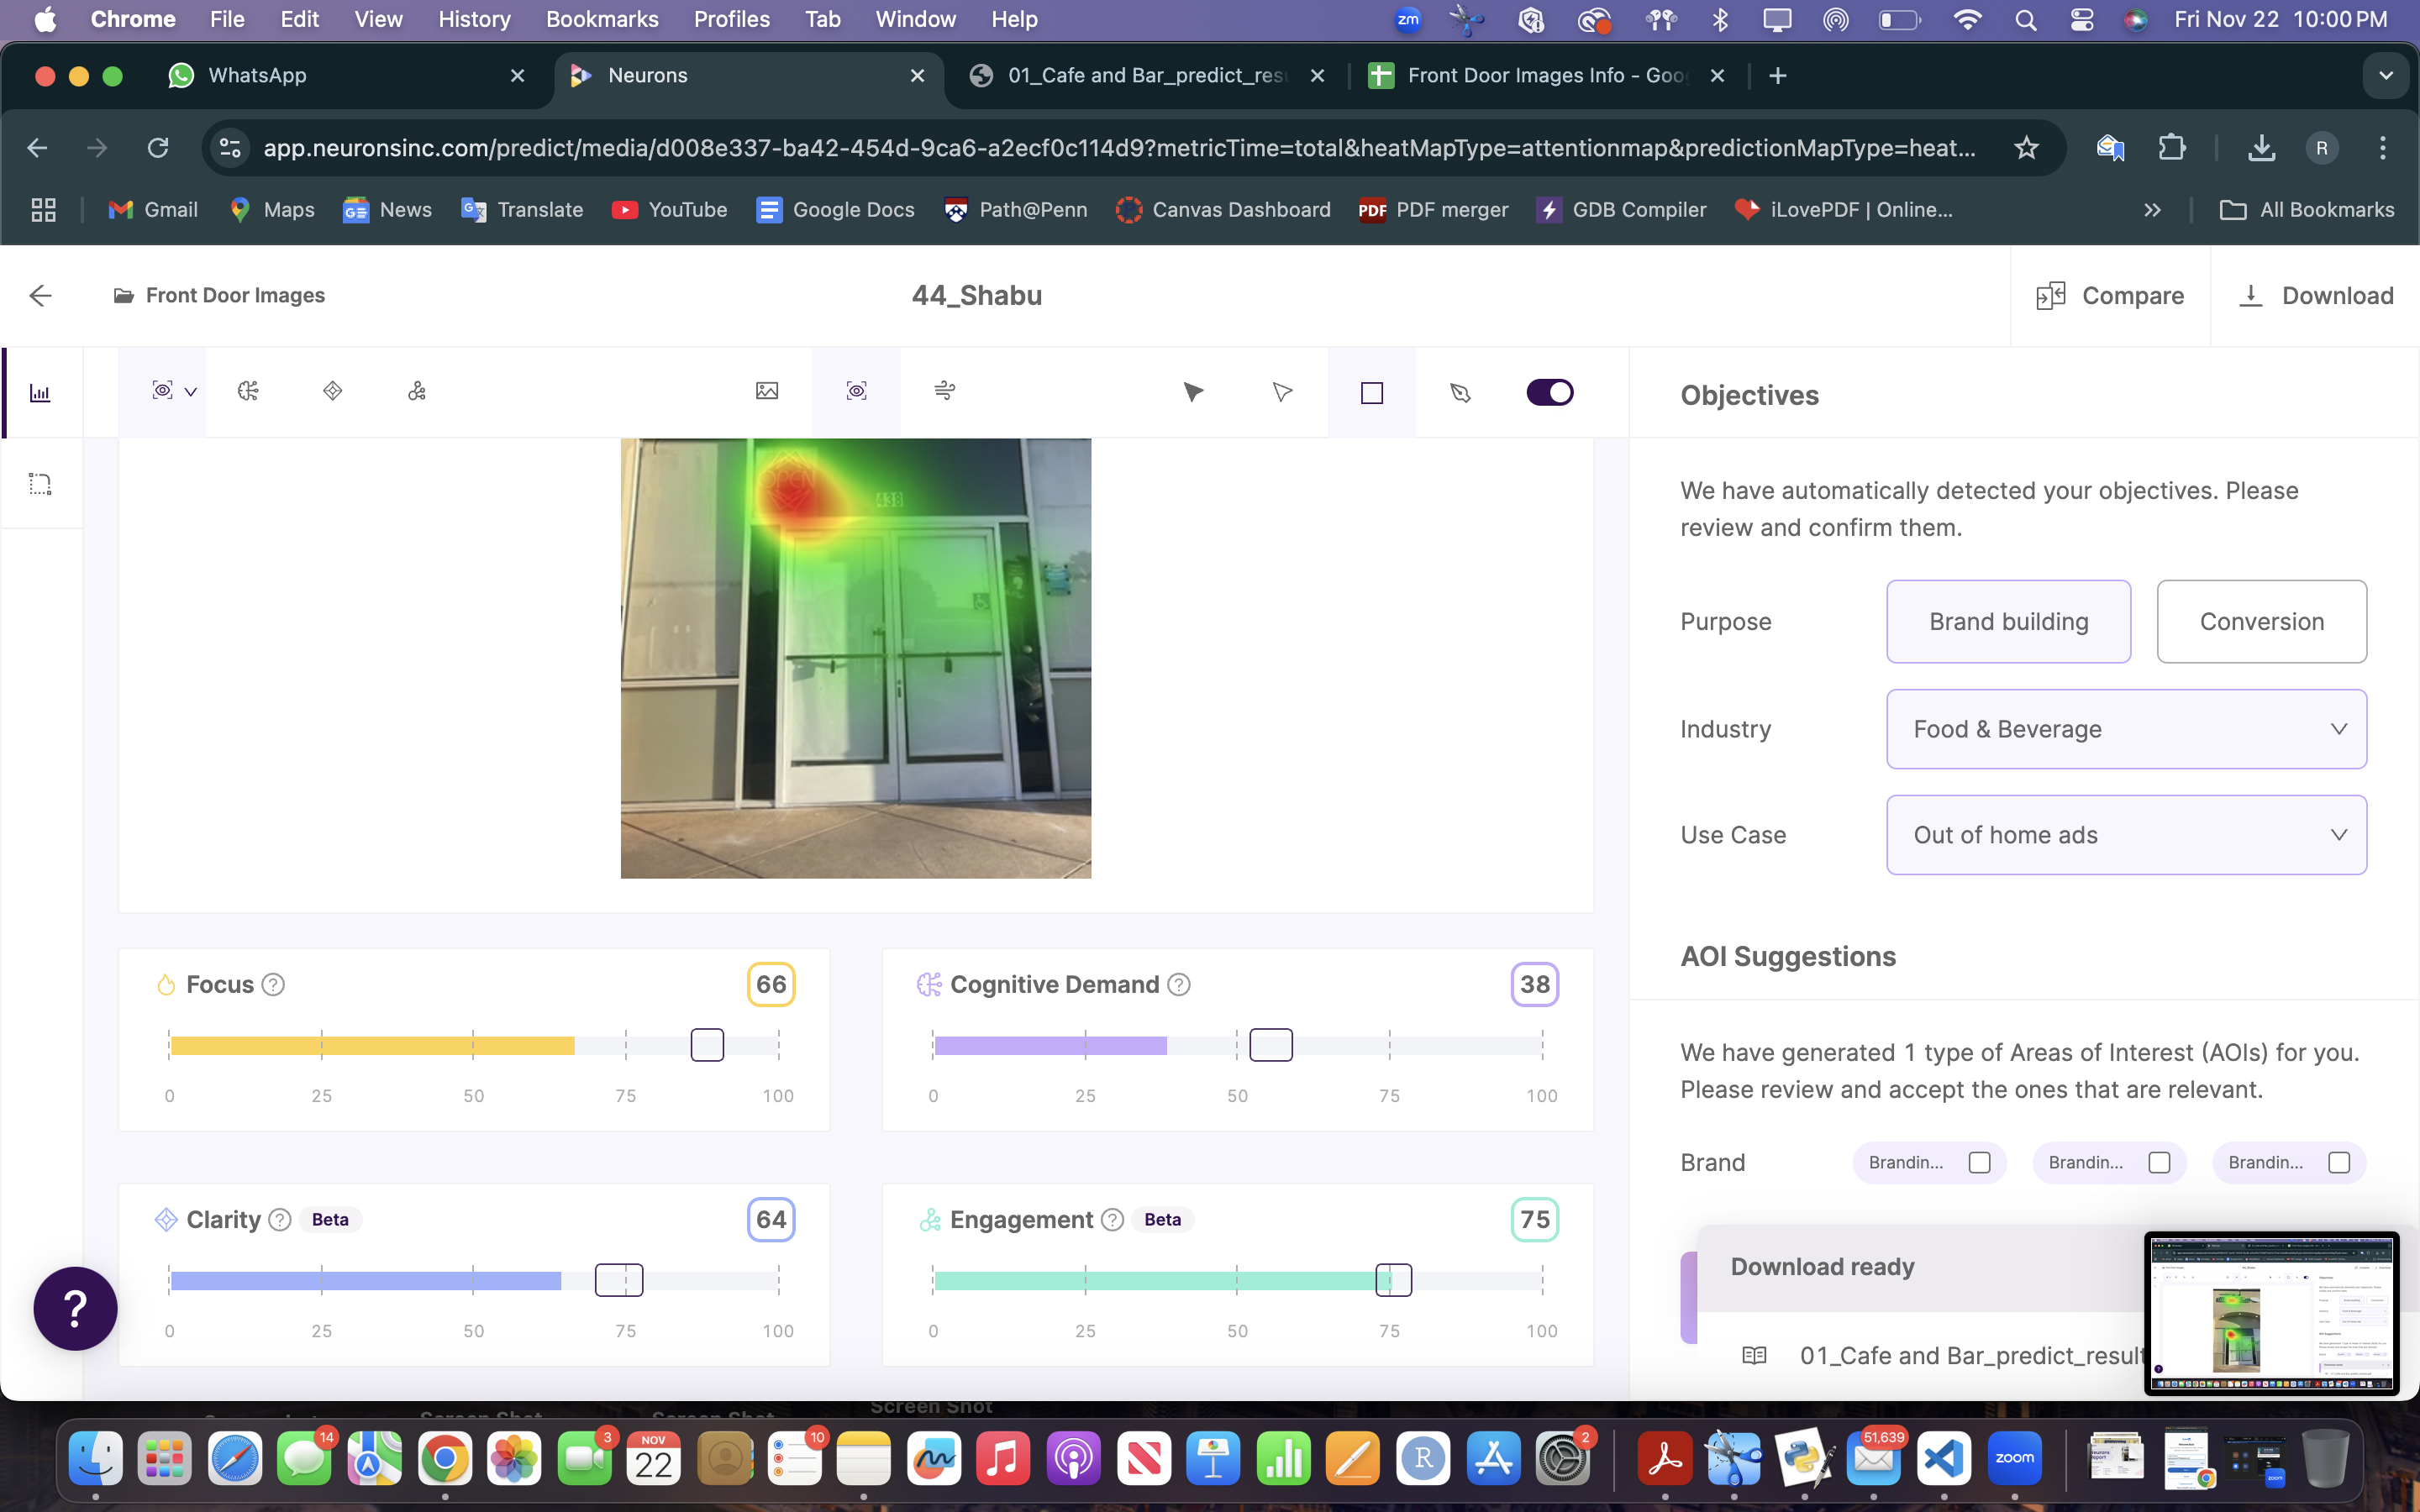 Chrome File Edit View History Bookmarks Profiles Tab Window Help zm Fri Nov 22 10:00 PM
WhatsApp Neurons 01_Cafe and Bar_predict_resu Front Door Images Info - Goo
app.neuronsinc.com/predict/media/d008e337-ba42-454d-9ca6-a2ecf0c114d9?metricTime=total&heatMapType=attentionmap&predictionMapType=heat... R
Gmail Maps News Translate YouTube Google Docs Path@Penn Canvas Dashboard PDF PDF merger GDB Compiler iLovePDF | Online... All Bookmarks
Front Door Images 44_Shabu Compare Download
Objectives
OPEN
438
We have automatically detected your objectives. Please
review and confirm them.
Purpose Brand building Conversion
Industry Food & Beverage
Use Case Out of home ads
Focus ? 66
0 25 50 75 100
Cognitive Demand ? 38
0 25 50 75 100
Clarity ? Beta 64
0 25 50 75 100
Engagement ? Beta 75
0 25 50 75 100
?
AOI Suggestions
We have generated 1 type of Areas of Interest (AOIs) for you.
Please review and accept the ones that are relevant.
Brand Brandin... Brandin... Brandin...
Download ready
01_Cafe and Bar_predict_result
Screen Shot
14 3 NOV 22 10 2 51,639 R zoom